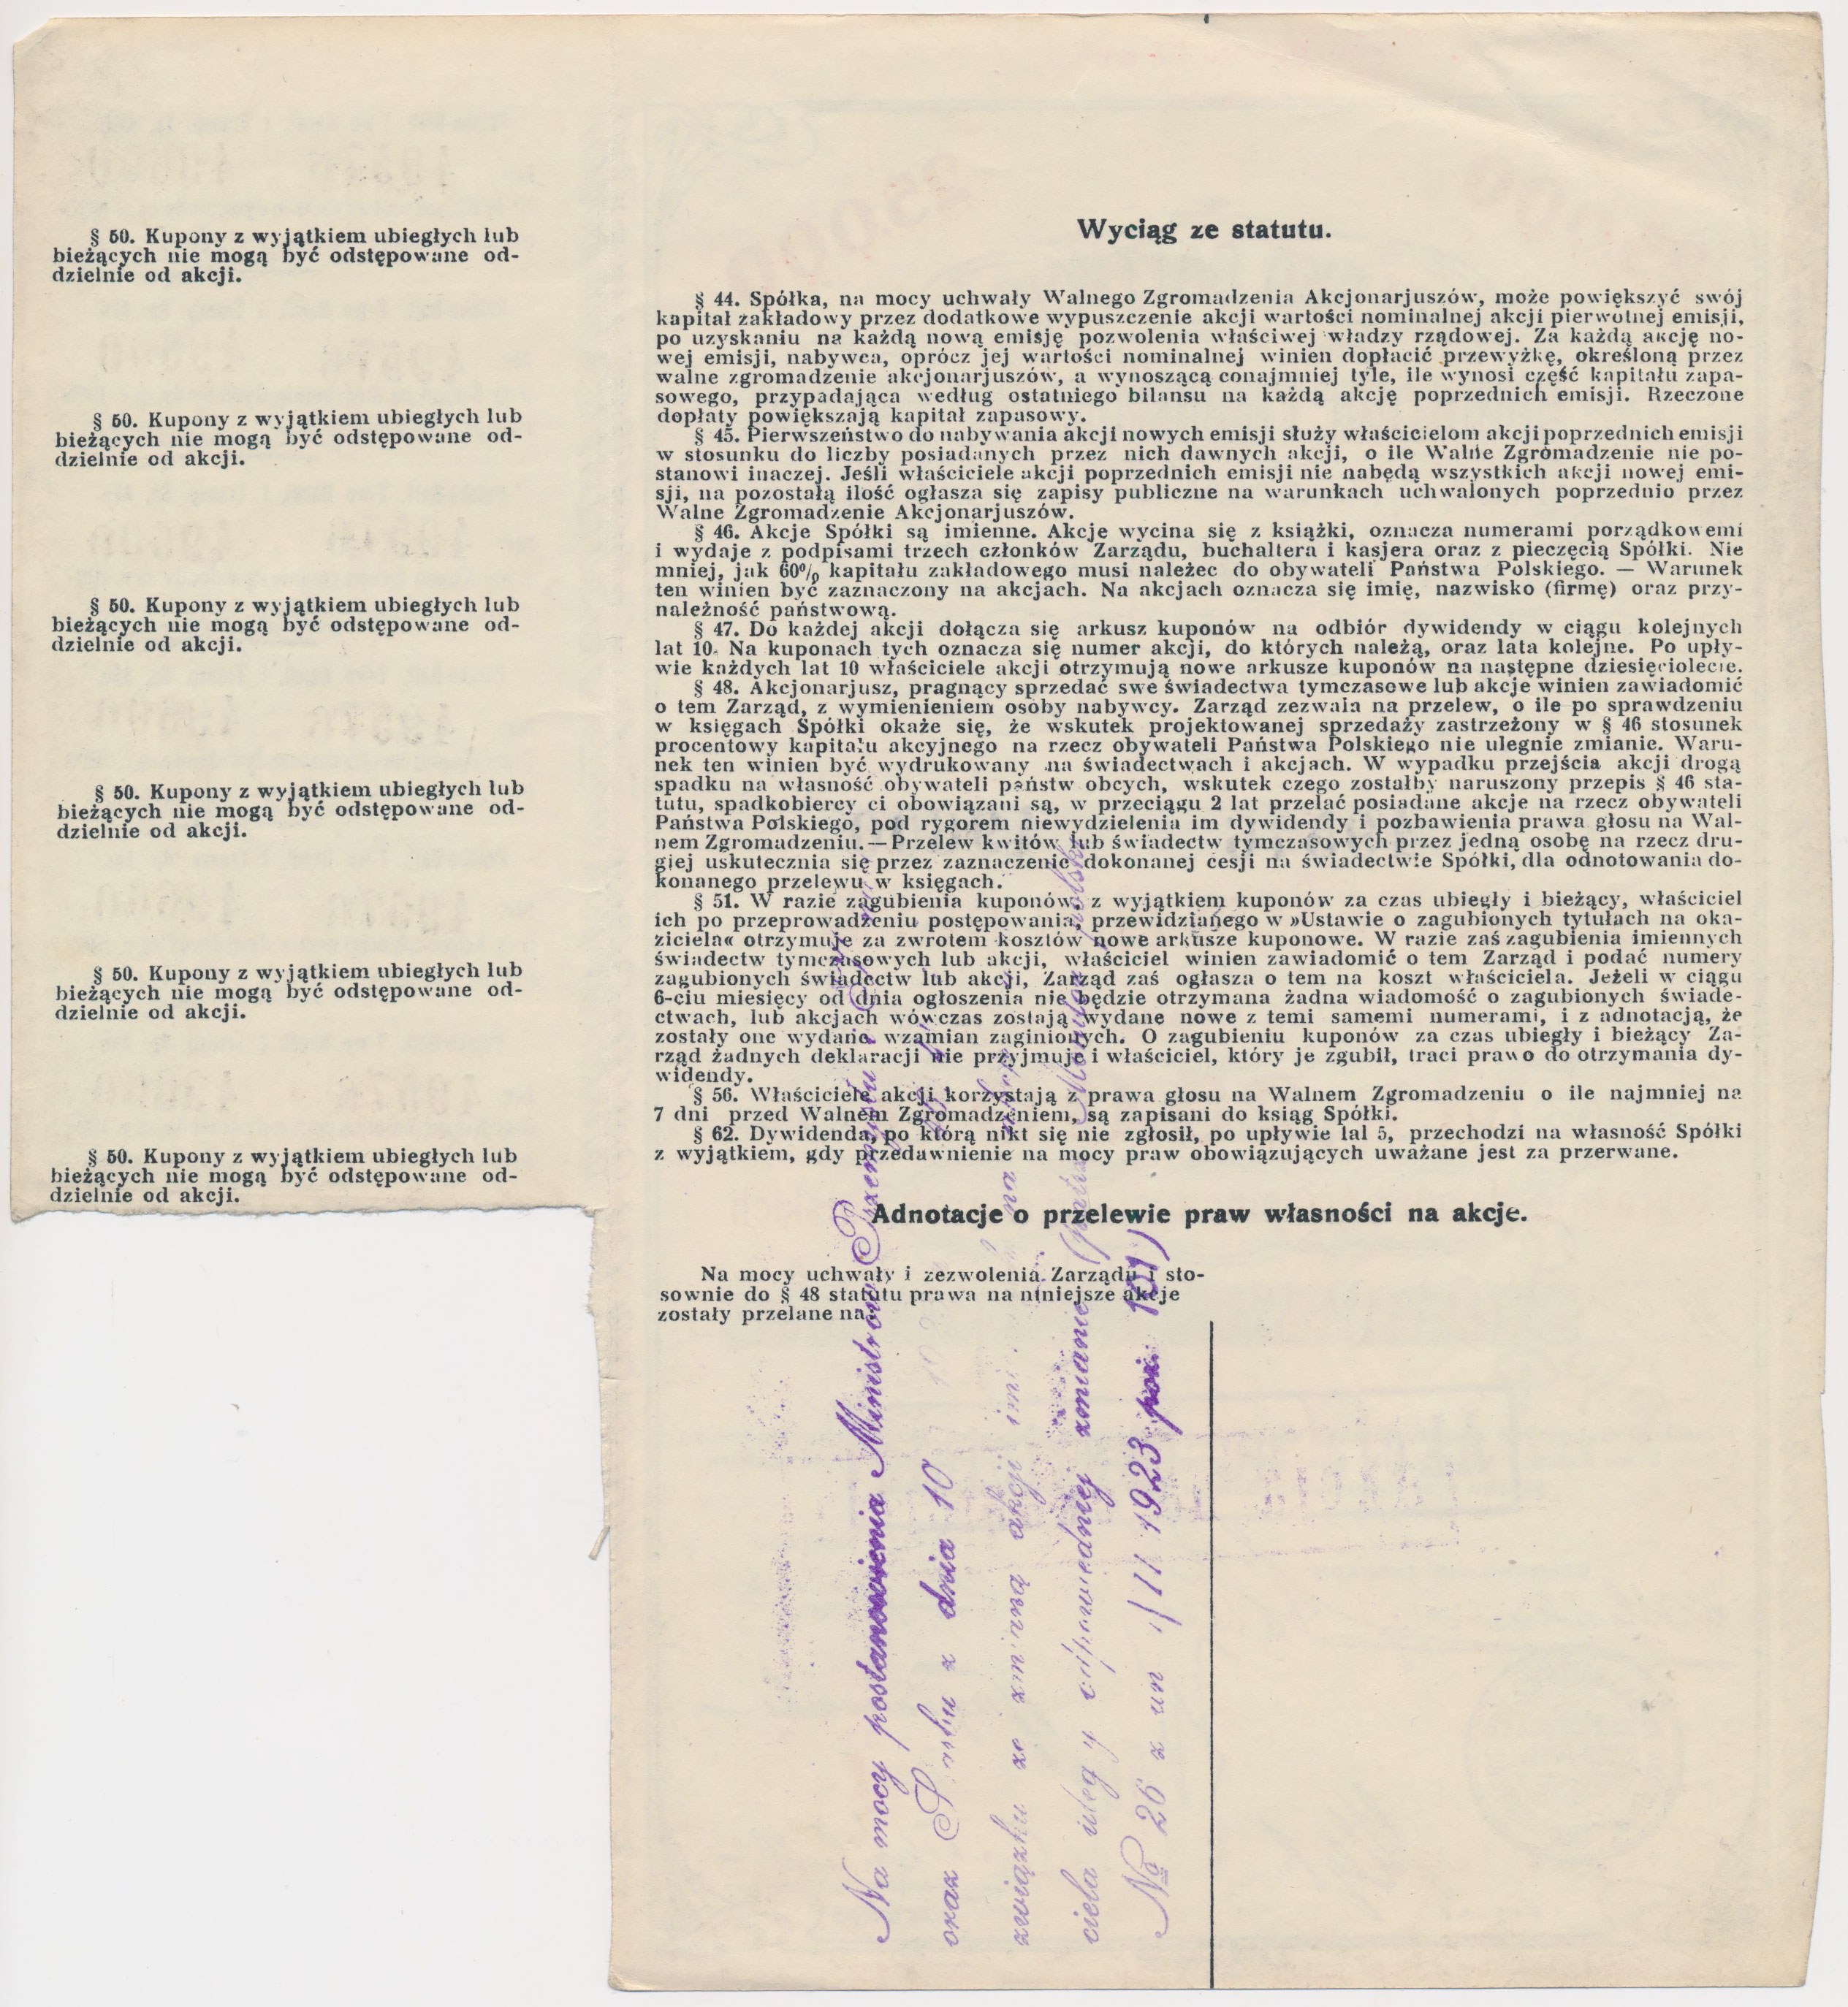 § 50. Kupony z wyjątkiem ubiegłych lub
bieżących nie mogą być odstępowane od-
dzielnie od akcji.
§ 50. Kupony z wyjątkiem ubiegłych lub
bieżących nie mogą być odstępowane od-
dzielnie od akcji.
§ 50. Kupony z wyjątkiem ubiegłych lub
bieżących nie mogą być odstępowane od-
dzielnie od akcji.
§ 50. Kupony z wyjątkiem ubiegłych lub
bieżących nie mogą być odstępowane od-
dzielnie od akcji.
§ 50. Kupony z wyjątkiem ubiegłych lub
bieżących nie mogą być odstępowane od-
dzielnie od akcji.
§ 50. Kupony z wyjątkiem ubiegłych lub
bieżących nie mogą być odstępowane od-
dzielnie od akcji.
Wyciąg ze statutu.
§ 44. Spółka, na mocy uchwały Walnego Zgromadzenia Akcjonarjuszów, może powiększyć swój
kapitał zakładowy przez dodatkowe wypuszczenie akcji wartości nominalnej akcji pierwotnej emisji,
po uzyskaniu na każdą nową emisję pozwolenia właściwej władzy rządowej. Za każdą akcję no-
wej emisji, nabywca, oprócz jej wartości nominalnej winien dopłacić przewyżkę, określoną przez
walne zgromadzenie akcjonarjuszów, a wynoszącą conajmniej tyle, ile wynosi część kapitału zapa-
sowego, przypadająca według ostatniego bilansu na każdą akcję poprzednich emisji. Rzeczone
dopłaty powiększają kapitał zapasowy.
§ 45. Pierwszeństwo do nabywania akcji nowych emisji służy właścicielom akcji poprzednich emisji
w stosunku do liczby posiadanych przez nich dawnych akcji, o ile Walne Zgromadzenie nie po-
stanowi inaczej. Jeśli właściciele akcji poprzednich emisji nie nabędą wszystkich akcji nowej emi-
sji, na pozostałą ilość ogłasza się zapisy publiczne na warunkach uchwalonych poprzednio przez
Walne Zgromadzenie Akcjonarjuszów.
§ 46. Akcje Spółki są imienne. Akcje wycina się z książki, oznacza numerami porządkowemi
i wydaje z podpisami trzech członków Zarządu, buchaltera i kasjera oraz z pieczęcią Spółki. Nie
mniej, jak 60% kapitału zakładowego musi należeć do obywateli Państwa Polskiego. — Warunek
ten winien być zaznaczony na akcjach. Na akcjach oznacza się imię, nazwisko (firmę) oraz przy-
należność państwową.
§ 47. Do każdej akcji dołącza się arkusz kuponów na odbiór dywidendy w ciągu kolejnych
lat 10. Na kuponach tych oznacza się numer akcji, do których należą, oraz lata kolejne. Po upły-
wie każdych lat 10 właściciele akcji otrzymują nowe arkusze kuponów na następne dziesięciolecie.
§ 48. Akcjonarjusz, pragnący sprzedać swe świadectwa tymczasowe lub akcje winien zawiadomić
o tem Zarząd, z wymienieniem osoby nabywcy. Zarząd zezwala na przelew, o ile po sprawdzeniu
w księgach Spółki okaże się, że wskutek projektowanej sprzedaży zastrzeżony w § 46 stosunek
procentowy kapitału akcyjnego na rzecz obywateli Państwa Polskiego nie ulegnie zmianie. Waru-
nek ten winien być wydrukowany na świadectwach i akcjach. W wypadku przejścia akcji drogą
spadku na własność obywateli państw obcych, wskutek czego zostałby naruszony przepis § 46 sta-
tutu, spadkobiercy ci obowiązani są, w przeciągu 2 lat przelać posiadane akcje na rzecz obywateli
Państwa Polskiego, pod rygorem niewydzielenia im dywidendy i pozbawienia prawa głosu na Wal-
nem Zgromadzeniu. — Przelew kwitów lub świadectw tymczasowych przez jedną osobę na rzecz dru-
giej uskutecznia się przez zaznaczenie dokonanej cesji na świadectwie Spółki, dla odnotowania do-
konanego przelewu w księgach.
§ 51. W razie zagubienia kuponów z wyjątkiem kuponów za czas ubiegły i bieżący, właściciel
ich po przeprowadzeniu postępowania, przewidzianego w »Ustawie o zagubionych tytułach na oka-
ziciela« otrzymuje za zwrotem kosztów nowe arkusze kuponowe. W razie zaś zagubienia imiennych
świadectw tymczasowych lub akcji, właściciel winien zawiadomić o tem Zarząd i podać numery
zagubionych świadectw lub akcji, Zarząd zaś ogłasza o tem na koszt właściciela. Jeżeli w ciągu
6-ciu miesięcy od dnia ogłoszenia nie będzie otrzymana żadna wiadomość o zagubionych świade-
ctwach, lub akcjach wówczas zostają wydane nowe z temi samemi numerami, i z adnotacją, że
zostały one wydane wzamian zaginionych. O zagubieniu kuponów za czas ubiegły i bieżący Za-
rząd żadnych deklaracji nie przyjmuje i właściciel, który je zgubił, traci prawo do otrzymania dy-
widendy.
§ 56. Właściciele akcji korzystają z prawa głosu na Walnem Zgromadzeniu o ile najmniej na
7 dni przed Walnem Zgromadzeniem, są zapisani do ksiąg Spółki.
§ 62. Dywidenda, po którą nikt się nie zgłosił, po upływie lal 5, przechodzi na własność Spółki
z wyjątkiem, gdy przedawnienie na mocy praw obowiązujących uważane jest za przerwane.
Adnotacje o przelewie praw własności na akcje.
Na mocy uchwały i zezwolenia Zarządu i sto-
sownie do § 48 statutu prawa na niniejsze akcje
zostały przelane na:
Na mocy postanowienia Ministrów Przemysłu i
oraz z dnia 10
związku ze zmianą akcji na
ciela odpowiedniej zmianie (patrz Monitor Polski
№ 26 z dn 1/II 1923 poz. 101)